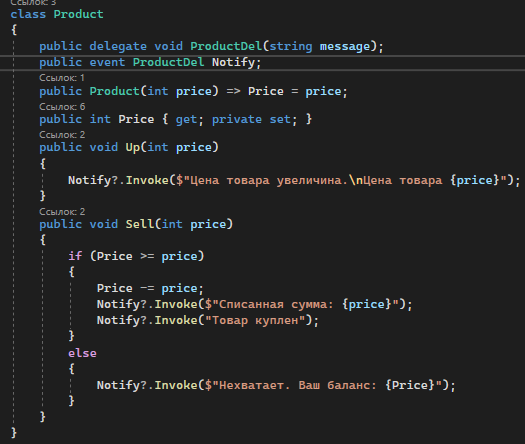 Ссылок: 3
class Product
{
public delegate void ProductDel(string message);
public event ProductDel Notify;
Ссылок: 1
public Product(int price) => Price = price;
Ссылок: 6
public int Price { get; private set; }
Ссылок: 2
public void Up(int price)
{
Notify?.Invoke($"Цена товара увеличина.\nЦена товара {price}");
}
Ссылок: 2
public void Sell(int price)
{
if (Price >= price)
{
Price -= price;
Notify?.Invoke($"Списанная сумма: {price}");
Notify?.Invoke("Товар куплен");
}
else
{
Notify?.Invoke($"Нехватает. Ваш баланс: {Price}");
}
}
}